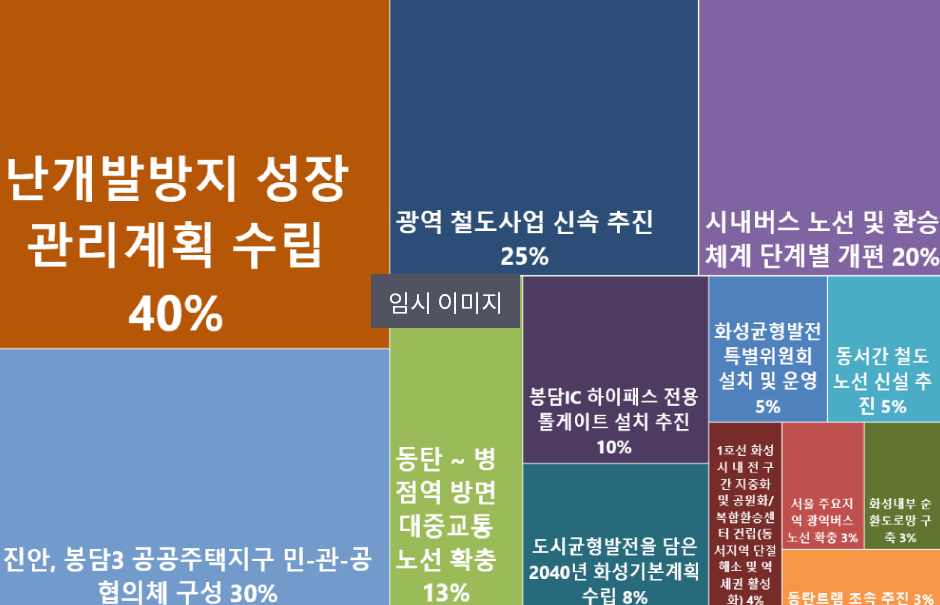 난개발방지 성장
관리계획 수립
40%
광역 철도사업 신속 추진
25%
시내버스 노선 및 환승
체계 단계별 개편 20%
임시 이미지
진안, 봉담3 공공주택지구 민-관-공
협의체 구성 30%
동탄 ~ 병
점역 방면
대중교통
노선 확충
13%
봉담IC 하이패스 전용
톨게이트 설치 추진
10%
도시균형발전을 담은
2040년 화성기본계획
수립 8%
화성균형발전
특별위원회
설치 및 운영
5%
동서간 철도
노선 신설 추
진 5%
1호선 화성
시 내 전 구
간 지중화
및 공원화/
복합환승센
터 건립(동
서지역 단절
해소 및 역
세권 활성
화) 4%
서울 주요지
역 광역버스
노선 확충 3%
화성내부 순
환도로망 구
축 3%
동탄트램 조속 추진 3%